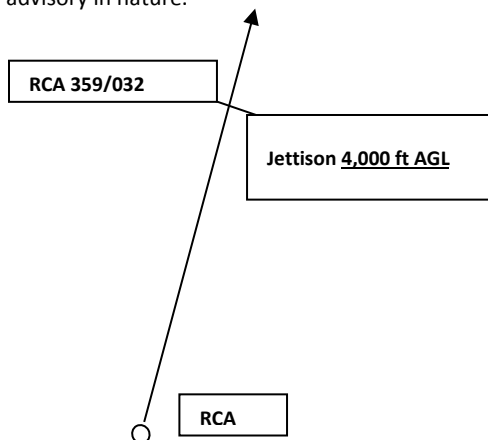 advisory in nature.
RCA 359/032
Jettison 4,000 ft AGL
RCA